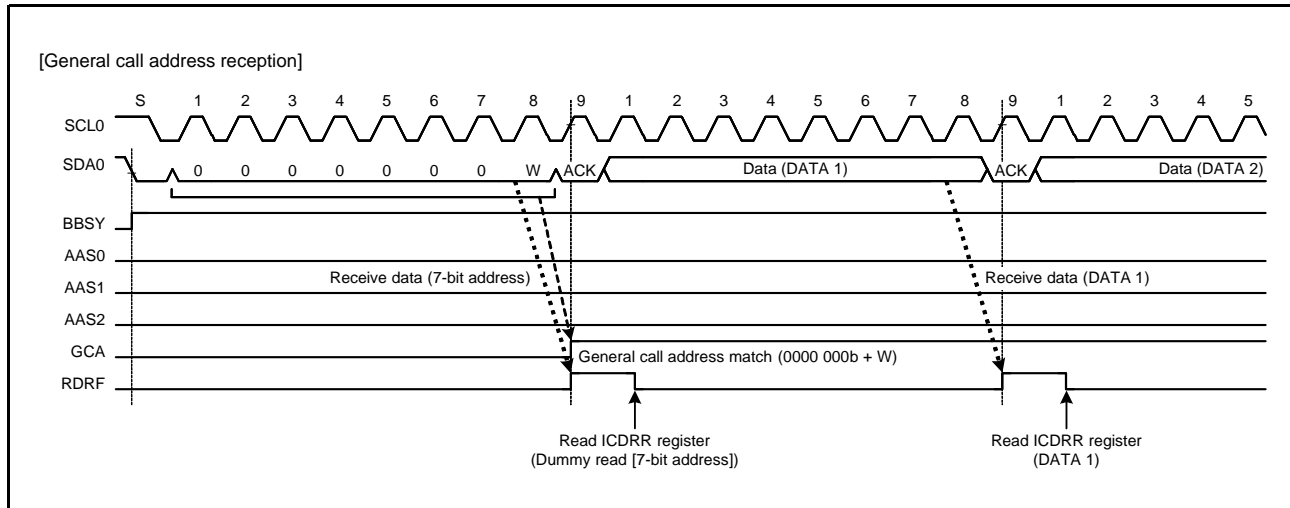 [General call address reception]
S 1 2 3 4 5 6 7 8 9 1 2 3 4 5 6 7 8 9 1 2 3 4 5
SCL0
SDA0 0 0 0 0 0 0 0 W ACK Data (DATA 1) ACK Data (DATA 2)
BBSY
AAS0
Receive data (7-bit address) Receive data (DATA 1)
AAS1
AAS2
GCA General call address match (0000 000b + W)
RDRF
Read ICDRR register Read ICDRR register
(Dummy read [7-bit address]) (DATA 1)